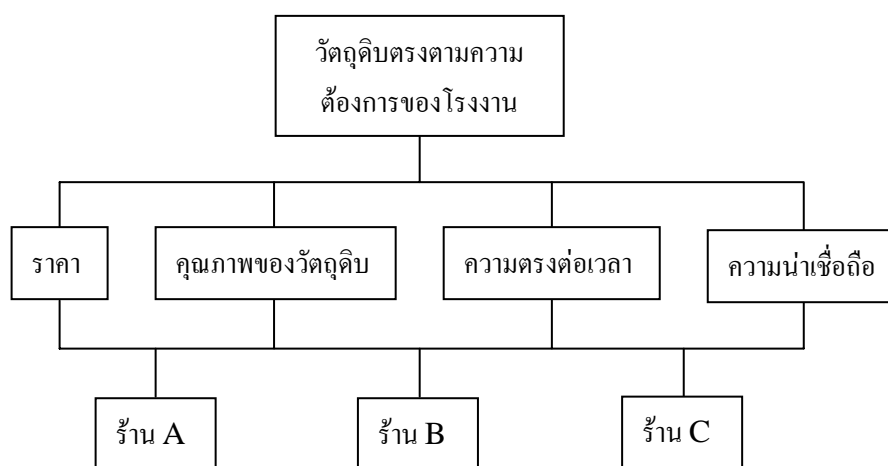 วัตถุดิบตรงตามความ
ต้องการของโรงงาน
ราคา
คุณภาพของวัตถุดิบ
ความตรงต่อเวลา
ความน่าเชื่อถือ
ร้าน A
ร้าน B
ร้าน C